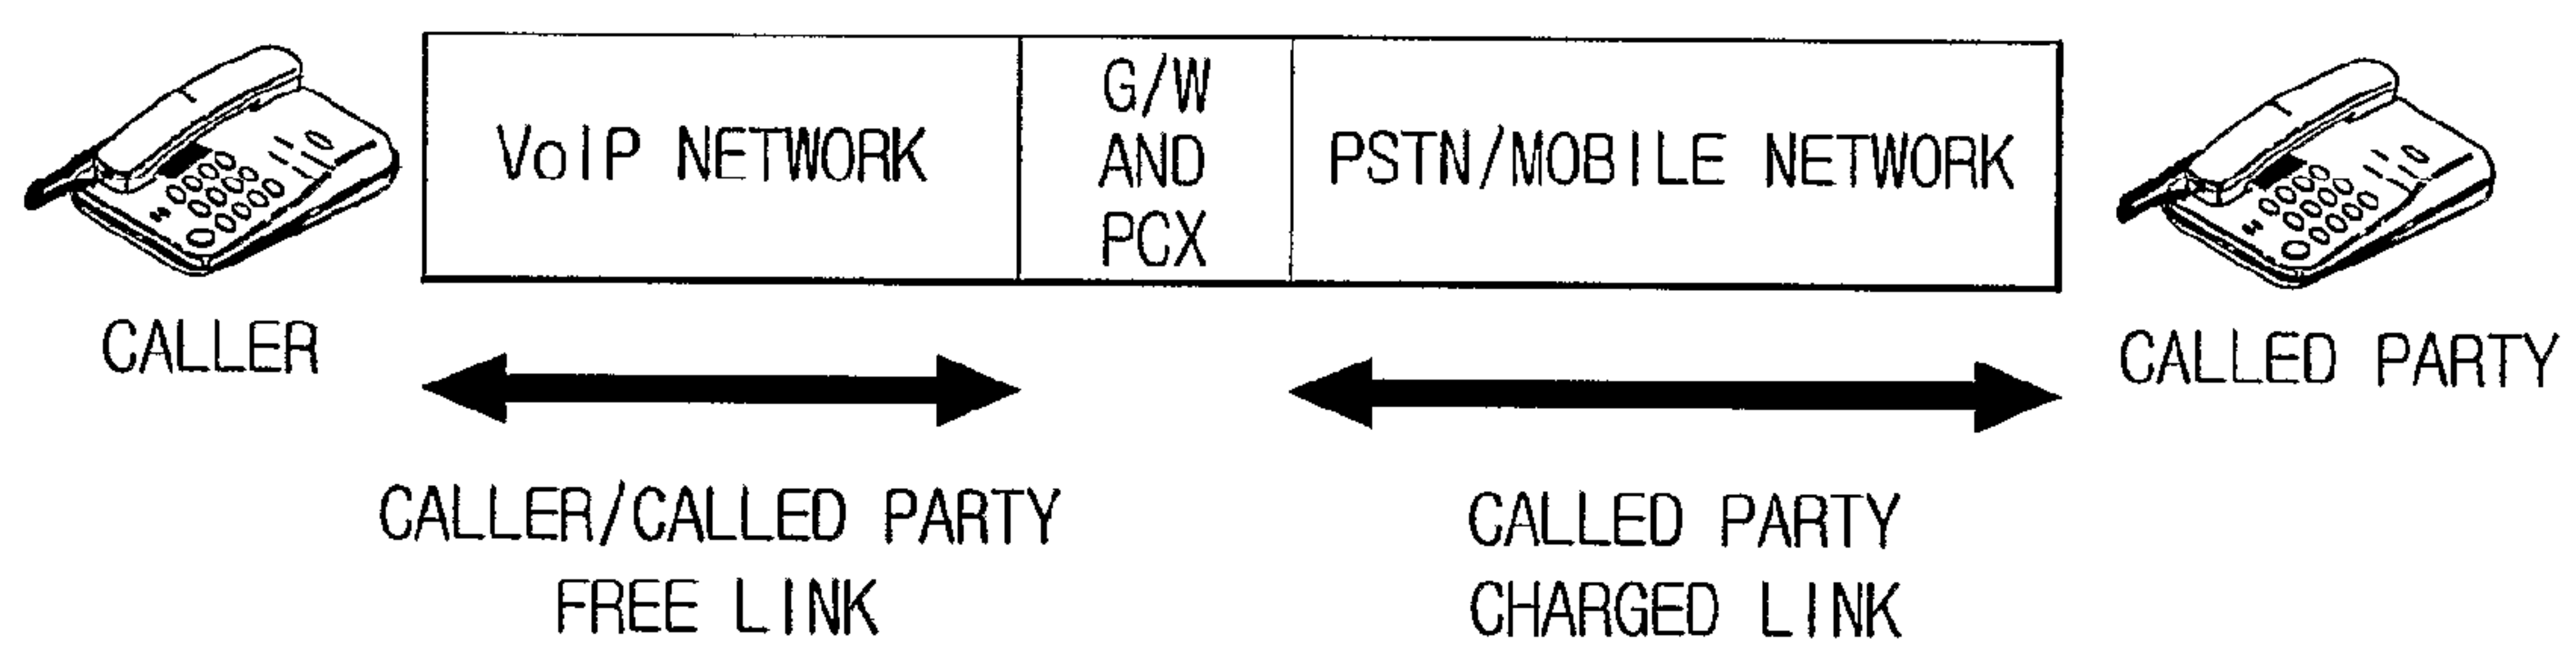 VoIP NETWORK
G/W
AND
PCX
PSTN/MOBILE NETWORK
CALLER
CALLED PARTY
CALLER/CALLED PARTY
FREE LINK
CALLED PARTY
CHARGED LINK